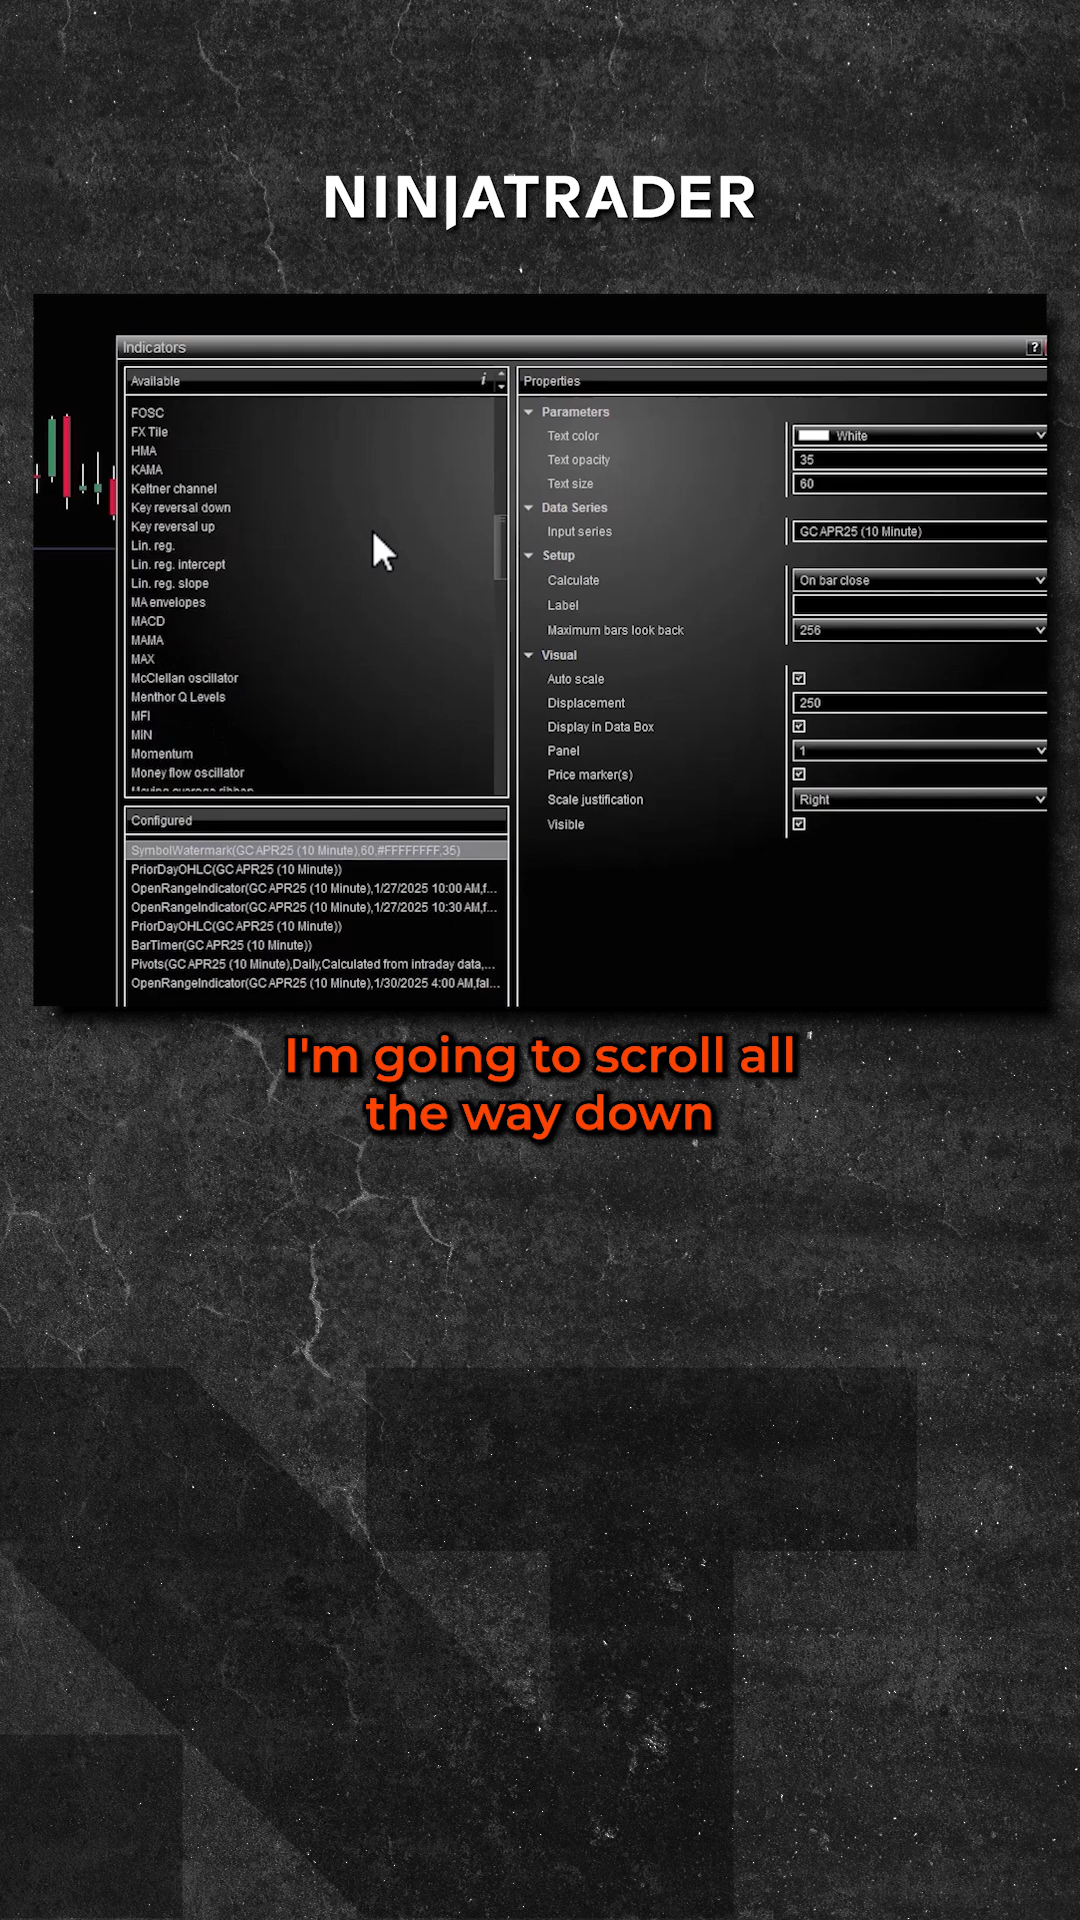 NINJATRADER
Indicators
?
Available
i
FOSC
FX Tile
HMA
KAMA
Keltner channel
Key reversal down
Key reversal up
Lin. reg.
Lin. reg. intercept
Lin. reg. slope
MA envelopes
MACD
MAMA
MAX
McClellan oscillator
Menthor Q Levels
MFI
MIN
Momentum
Money flow oscillator
Moving average ribbon
Configured
SymbolWatermark(GC APR25 (10 Minute),60,#FFFFFFFF,35)
PriorDayOHLC(GC APR25 (10 Minute))
OpenRangeIndicator(GC APR25 (10 Minute),1/27/2025 10:00 AM,f...
OpenRangeIndicator(GC APR25 (10 Minute),1/27/2025 10:30 AM,f...
PriorDayOHLC(GC APR25 (10 Minute))
BarTimer(GC APR25 (10 Minute))
Pivots(GC APR25 (10 Minute),Daily,Calculated from intraday data,...
OpenRangeIndicator(GC APR25 (10 Minute),1/30/2025 4:00 AM,fal...
Properties
Parameters
Text color White
Text opacity 35
Text size 60
Data Series
Input series GC APR25 (10 Minute)
Setup
Calculate On bar close
Label
Maximum bars look back 256
Visual
Auto scale
Displacement 250
Display in Data Box
Panel 1
Price marker(s)
Scale justification Right
Visible
I'm going to scroll all
the way down